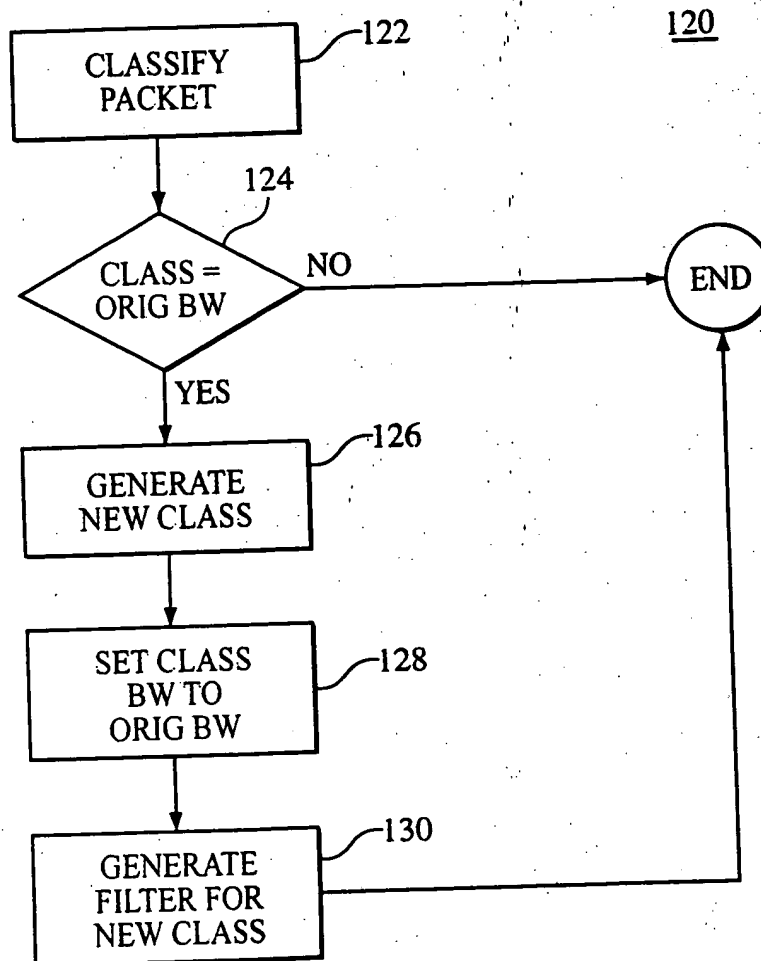 120
122
CLASSIFY
PACKET
124
CLASS =
ORIG BW
NO
END
YES
126
GENERATE
NEW CLASS
128
SET CLASS
BW TO
ORIG BW
130
GENERATE
FILTER FOR
NEW CLASS